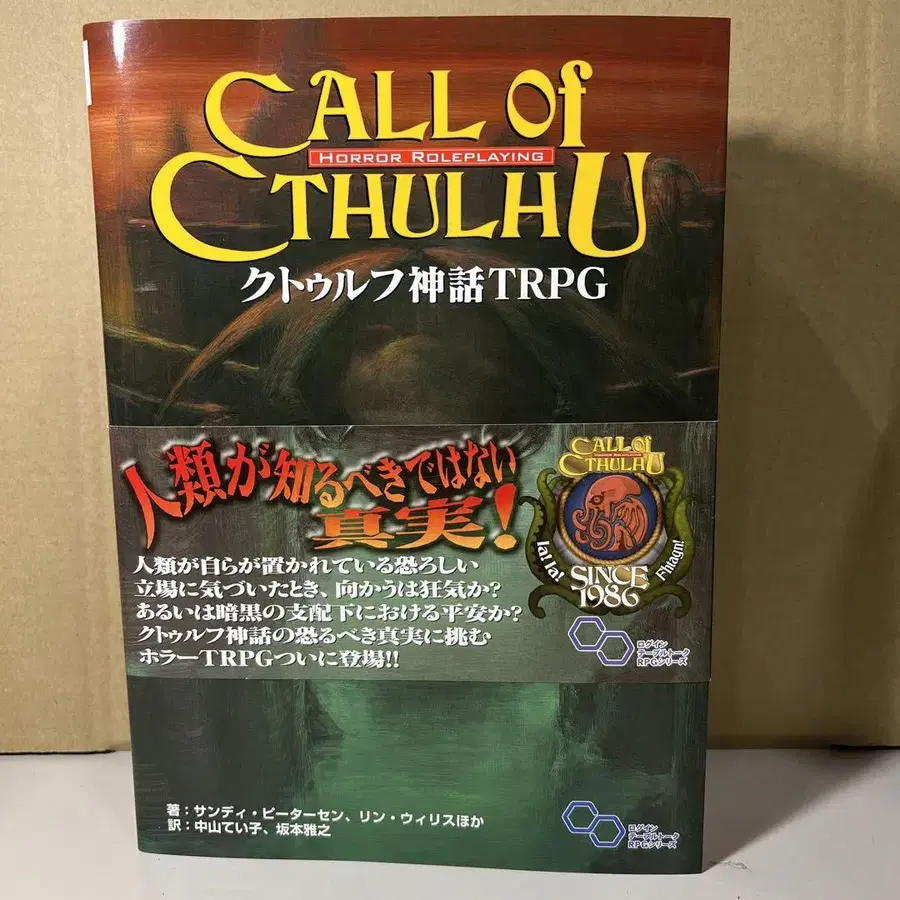 CALL of
HORROR ROLEPLAYING
CTHULHU
クトゥルフ神話TRPG
人類が知るべきではない
真実!
人類が自らが置かれている恐ろしい
立場に気づいたとき、向かうは狂気か?
あるいは暗黒の支配下における平安か?
クトゥルフ神話の恐るべき真実に挑む
ホラーTRPGついに登場!!
CALL of
HORROR ROLEPLAYING
CTHULHU
Ia! Ia!
Fhtagn!
SINCE
1986
ログイン
テーブルトーク
RPGシリーズ
著:サンディ・ピーターセン、リン・ウィリスほか
訳:中山てい子、坂本雅之
ログイン
テーブルトーク
RPGシリーズ